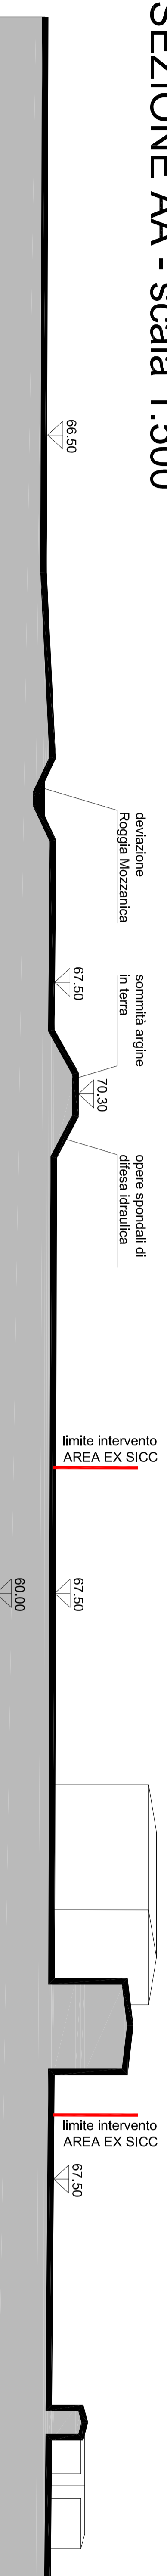 SEZIONE AA - scala 1:500
66.50
deviazione
Roggia Mozzanica
67.50
sommità argine
in terra
70.30
opere spondali di
difesa idraulica
limite intervento
AREA EX SICC
67.50
60.00
limite intervento
AREA EX SICC
67.50